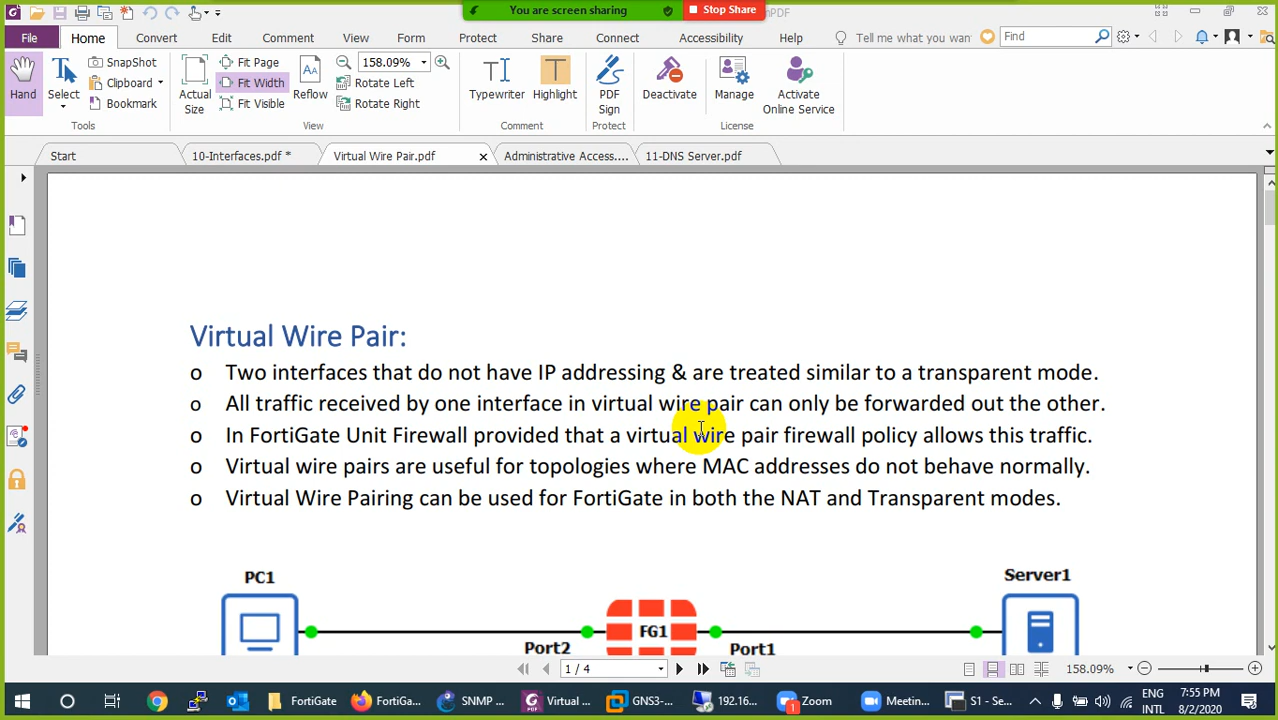 You are screen sharing
Stop Share
nPDF
File Home Convert Edit Comment View Form Protect Share Connect Accessibility Help Tell me what you want... Find
Hand
Select
SnapShot
Clipboard
Bookmark
Tools
Actual Size
Fit Page
Fit Width
Fit Visible
Reflow
158.09%
Rotate Left
Rotate Right
View
Typewriter
Highlight
Comment
PDF Sign
Protect
Deactivate
Manage
Activate Online Service
License
Start 10-Interfaces.pdf * Virtual Wire Pair.pdf Administrative Access.... 11-DNS Server.pdf
Virtual Wire Pair:
o Two interfaces that do not have IP addressing & are treated similar to a transparent mode.
o All traffic received by one interface in virtual wire pair can only be forwarded out the other.
o In FortiGate Unit Firewall provided that a virtual wire pair firewall policy allows this traffic.
o Virtual wire pairs are useful for topologies where MAC addresses do not behave normally.
o Virtual Wire Pairing can be used for FortiGate in both the NAT and Transparent modes.
PC1
Server1
FG1
Port2
Port1
1 / 4
158.09%
FortiGate
FortiGa...
SNMP ...
Virtual ...
GNS3-...
192.16...
1
Zoom
Meetin...
S1 - Se...
ENG
INTL
7:55 PM
8/2/2020